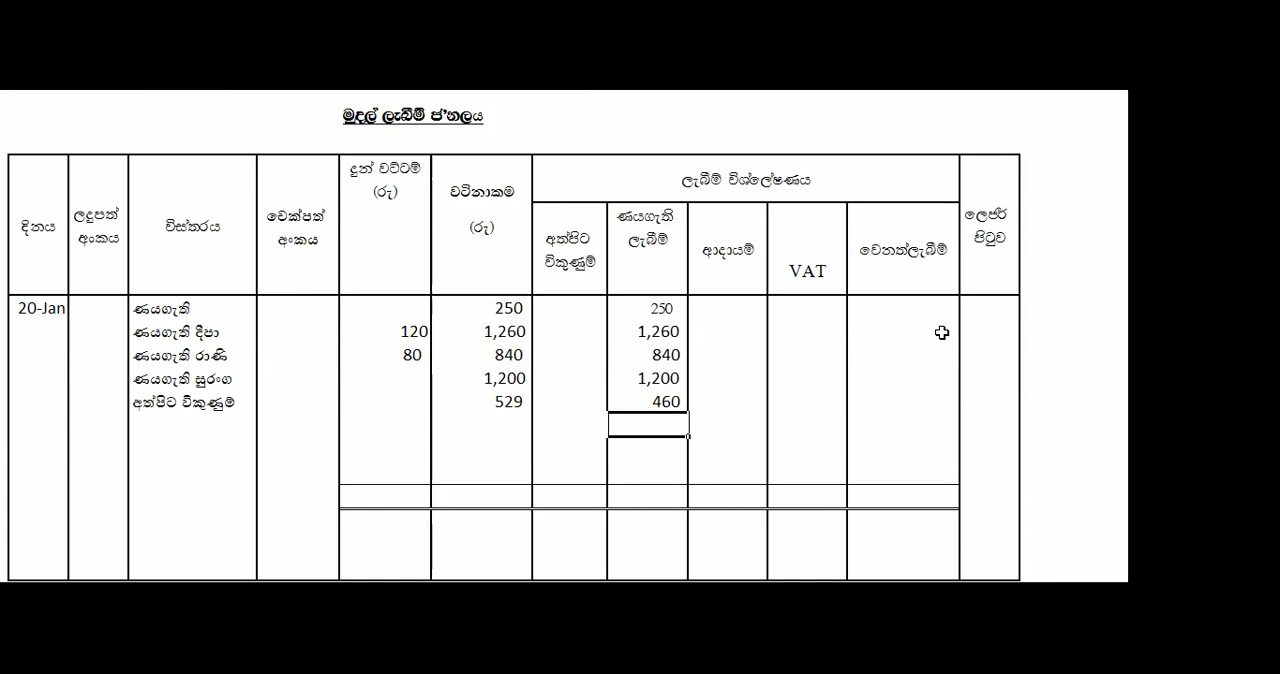 මුදල් ලැබීම් ජ'නලය
දිනය
ලදුපත් අංකය
විස්තරය
චෙක්පත් අංකය
දුන් වට්ටම් (රු)
වටිනාකම (රු)
ලැබීම් විශ්ලේෂණය
අත්පිට විකුණුම්
ණයගැති ලැබීම්
ආදායම්
VAT
වෙනත්ලැබීම්
ලෙජර් පිටුව
20-Jan ණයගැති 250 250
ණයගැති දීපා 120 1,260 1,260
ණයගැති රාණි 80 840 840
ණයගැති සුරංග 1,200 1,200
අත්පිට විකුණුම් 529 460